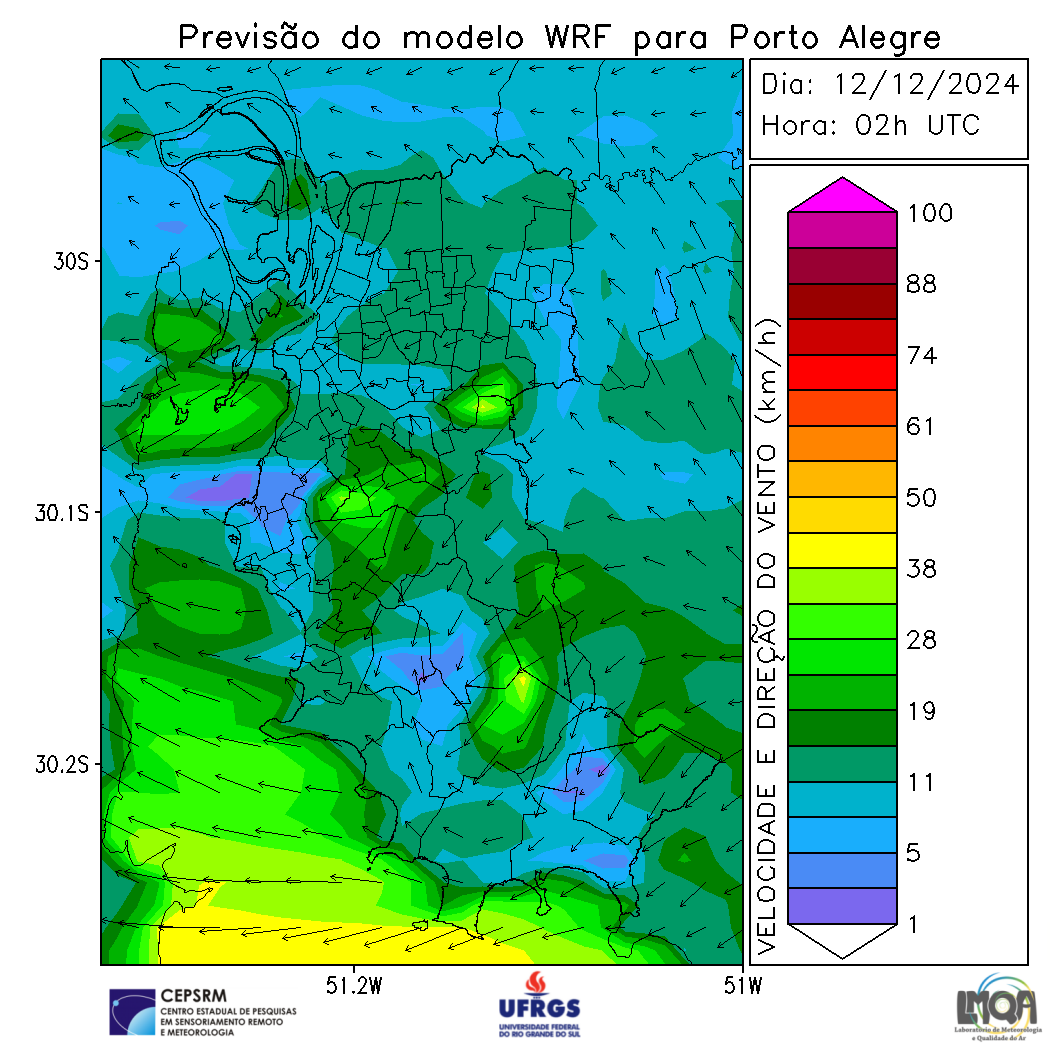 Previsão do modelo WRF para Porto Alegre
Dia: 12/12/2024
Hora: 02h UTC
30S
30.1S
30.2S
51.2W
51W
VELOCIDADE E DIREÇÃO DO VENTO (km/h)
100
88
74
61
50
38
28
19
11
5
1
CEPSRM
CENTRO ESTADUAL DE PESQUISAS
EM SENSORIAMENTO REMOTO
E METEOROLOGIA
UFRGS
UNIVERSIDADE FEDERAL
DO RIO GRANDE DO SUL
LMQA
Laboratório de Meteorologia
e Qualidade do Ar